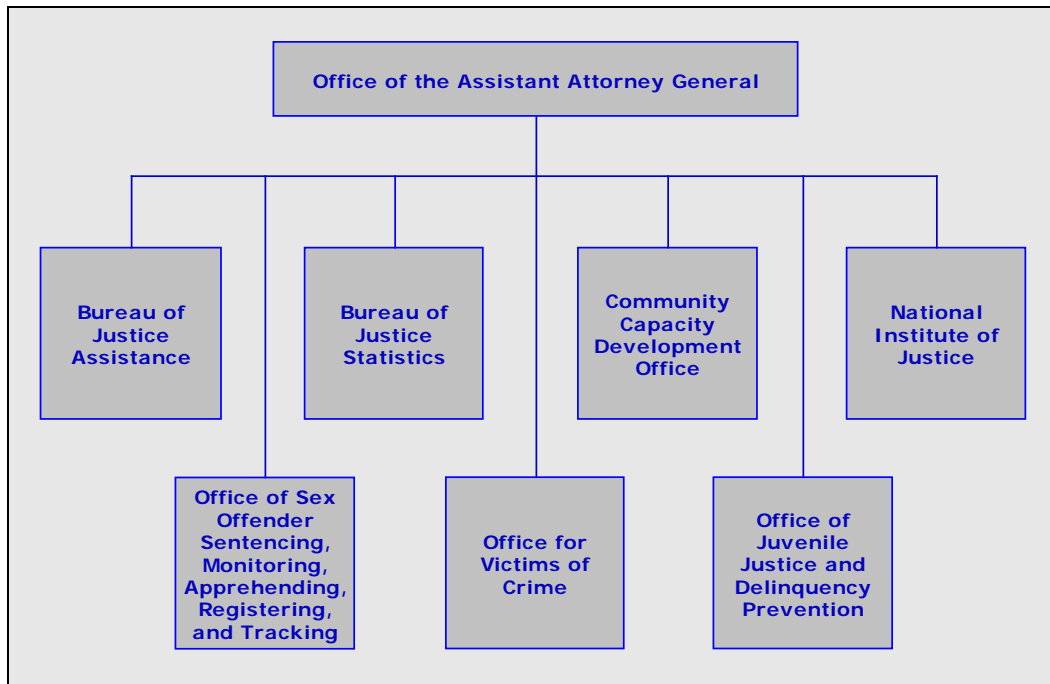 Office of the Assistant Attorney General
Bureau of
Justice
Assistance
Bureau of
Justice
Statistics
Community
Capacity
Development
Office
National
Institute of
Justice
Office of Sex
Offender
Sentencing,
Monitoring,
Apprehending,
Registering,
and Tracking
Office for
Victims of
Crime
Office of
Juvenile
Justice and
Delinquency
Prevention